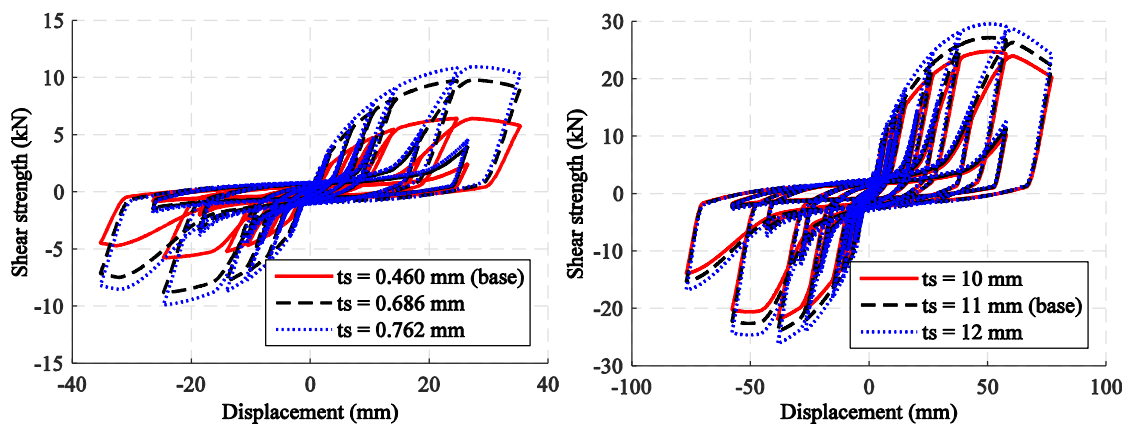 15
10
5
0
-5
-10
-15
-40
-20
0
20
40
Shear strength (kN)
Displacement (mm)
ts = 0.460 mm (base)
ts = 0.686 mm
ts = 0.762 mm
30
20
10
0
-10
-20
-30
-100
-50
0
50
100
Shear strength (kN)
Displacement (mm)
ts = 10 mm
ts = 11 mm (base)
ts = 12 mm